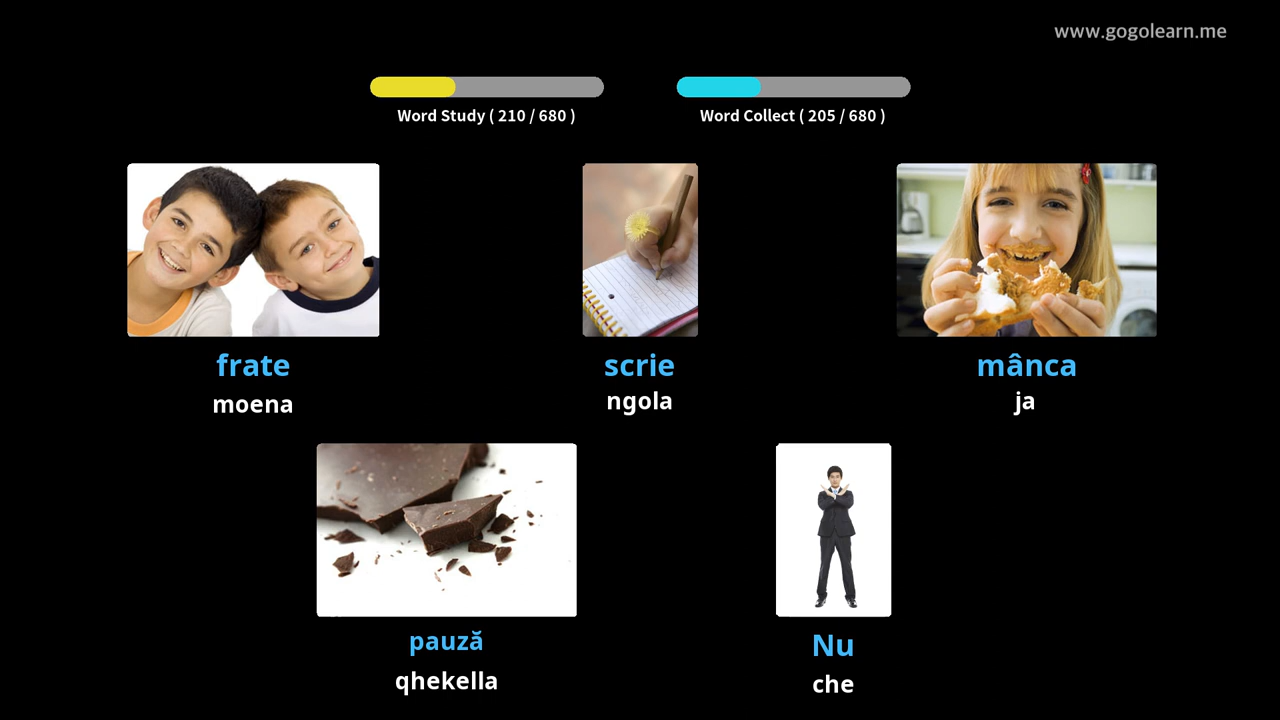 www.gogolearn.me
Word Study ( 210 / 680 )
Word Collect ( 205 / 680 )
frate
moena
scrie
ngola
mânca
ja
pauză
qhekella
Nu
che